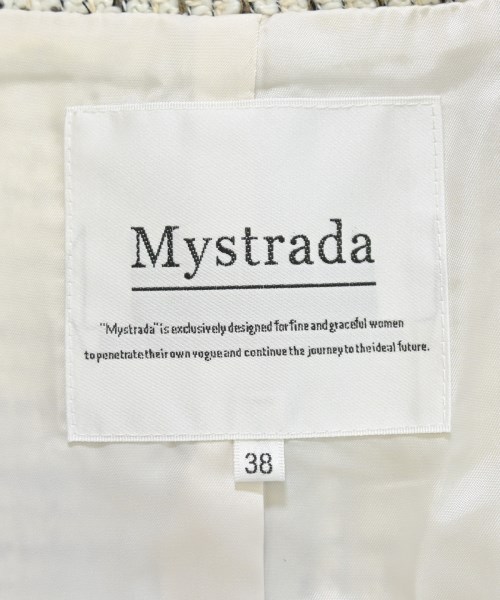 Mystrada
"Mystrada" is exclusively designed for fine and graceful women
to penetrate their own vogue and continue the journey to the ideal future.
38